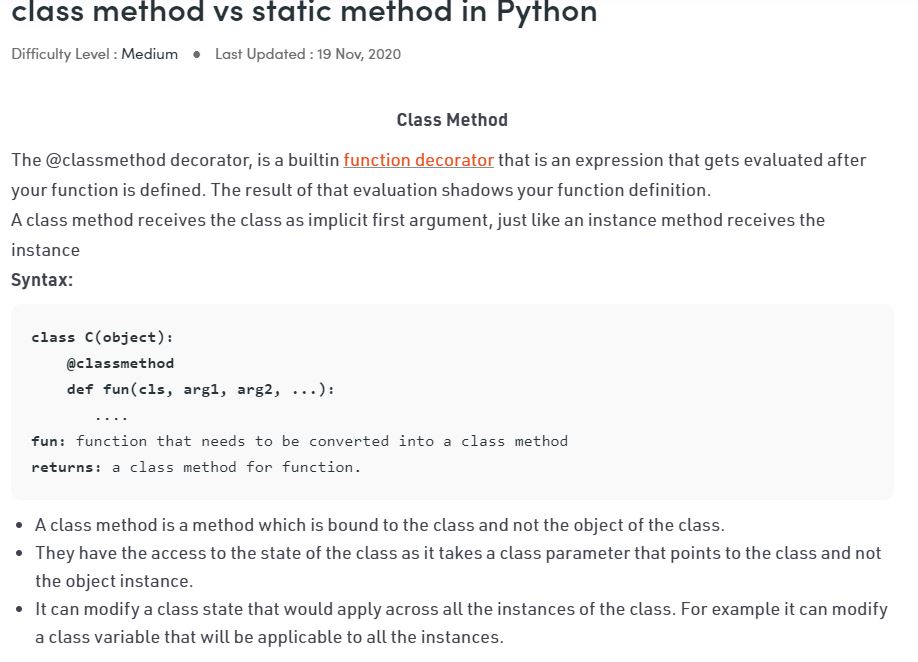 class method vs static method in Python
Difficulty Level : Medium ● Last Updated : 19 Nov, 2020
Class Method
The @classmethod decorator, is a builtin function decorator that is an expression that gets evaluated after
your function is defined. The result of that evaluation shadows your function definition.
A class method receives the class as implicit first argument, just like an instance method receives the
instance
Syntax:
class C(object):
    @classmethod
    def fun(cls, arg1, arg2, ...):
       ....
fun: function that needs to be converted into a class method
returns: a class method for function.
• A class method is a method which is bound to the class and not the object of the class.
• They have the access to the state of the class as it takes a class parameter that points to the class and not
the object instance.
• It can modify a class state that would apply across all the instances of the class. For example it can modify
a class variable that will be applicable to all the instances.